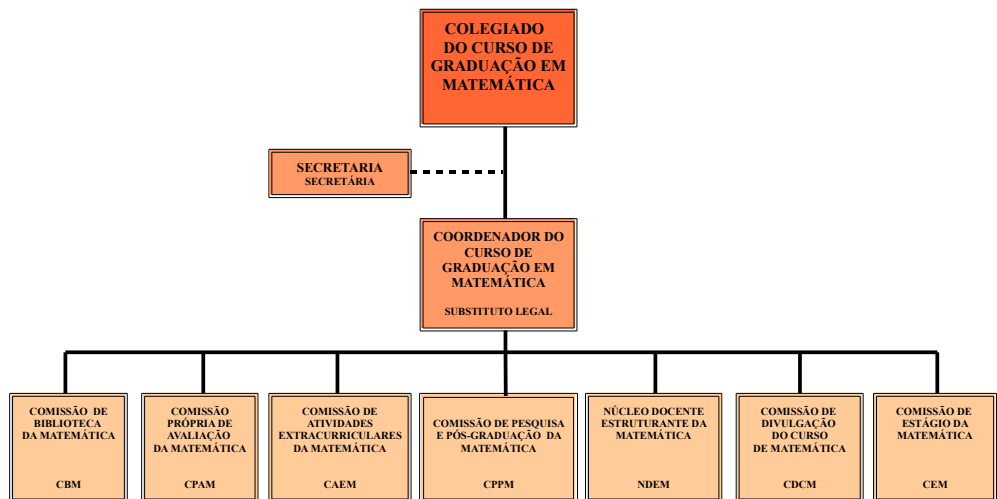 COLEGIADO
DO CURSO DE
GRADUAÇÃO EM
MATEMÁTICA
SECRETARIA
SECRETÁRIA
COORDENADOR DO
CURSO DE
GRADUAÇÃO EM
MATEMÁTICA
SUBSTITUTO LEGAL
COMISSÃO DE
BIBLIOTECA
DA MATEMÁTICA
CBM
COMISSÃO
PRÓPRIA DE
AVALIAÇÃO
DA MATEMÁTICA
CPAM
COMISSÃO DE
ATIVIDADES
EXTRACURRICULARES
DA MATEMÁTICA
CAEM
COMISSÃO DE PESQUISA
E PÓS-GRADUAÇÃO DA
MATEMÁTICA
CPPM
NÚCLEO DOCENTE
ESTRUTURANTE DA
MATEMÁTICA
NDEM
COMISSÃO DE
DIVULGAÇÃO
DO CURSO
DE MATEMÁTICA
CDCM
COMISSÃO DE
ESTÁGIO DA
MATEMÁTICA
CEM